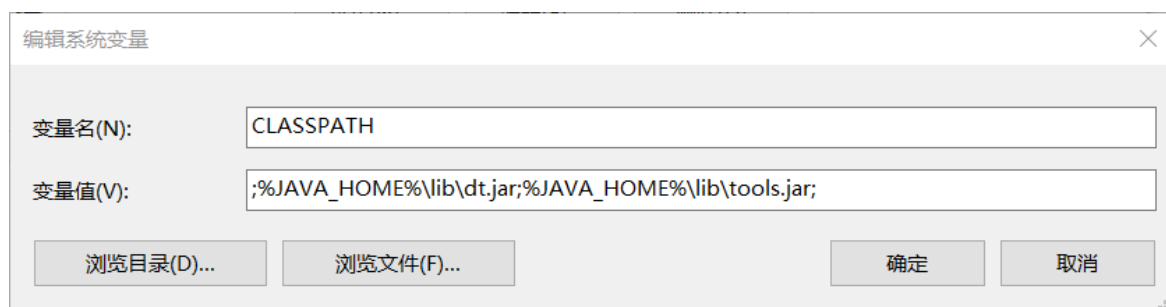 编辑系统变量
变量名(N):
CLASSPATH
变量值(V):
;%JAVA_HOME%\lib\dt.jar;%JAVA_HOME%\lib\tools.jar;
浏览目录(D)...
浏览文件(F)...
确定
取消